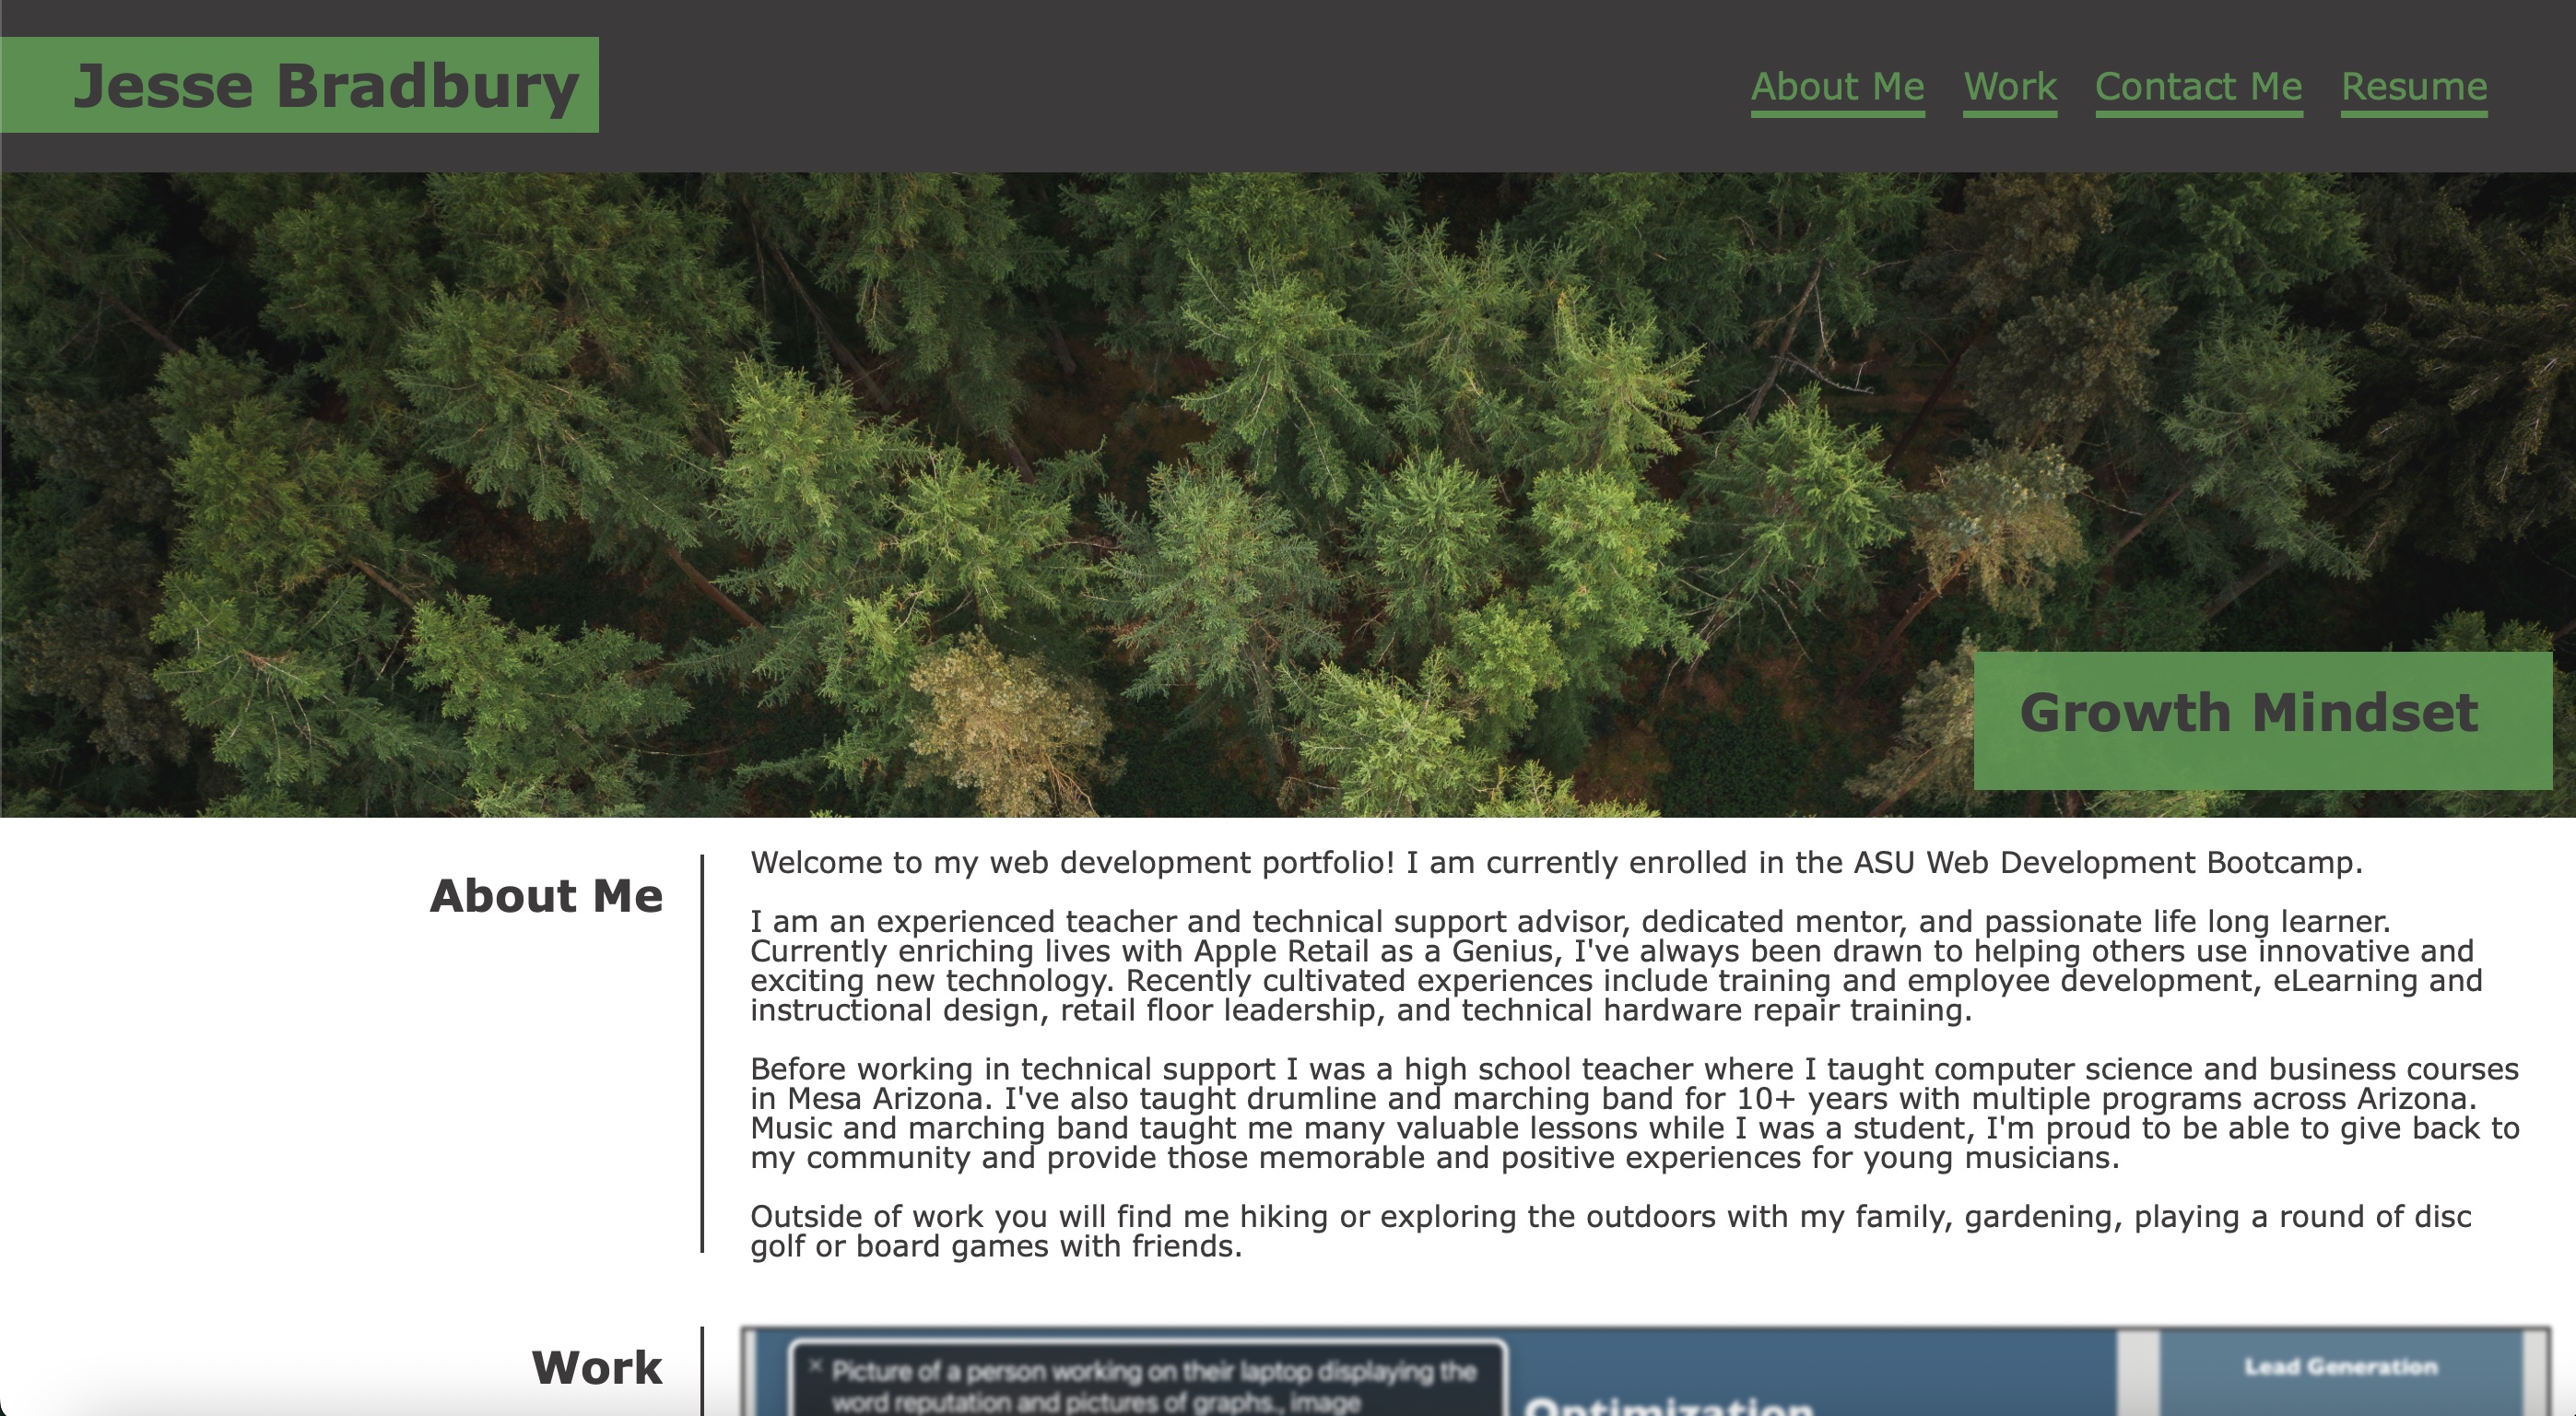 Jesse Bradbury
About Me Work Contact Me Resume
Growth Mindset
About Me
Welcome to my web development portfolio! I am currently enrolled in the ASU Web Development Bootcamp.
I am an experienced teacher and technical support advisor, dedicated mentor, and passionate life long learner.
Currently enriching lives with Apple Retail as a Genius, I've always been drawn to helping others use innovative and
exciting new technology. Recently cultivated experiences include training and employee development, eLearning and
instructional design, retail floor leadership, and technical hardware repair training.
Before working in technical support I was a high school teacher where I taught computer science and business courses
in Mesa Arizona. I've also taught drumline and marching band for 10+ years with multiple programs across Arizona.
Music and marching band taught me many valuable lessons while I was a student, I'm proud to be able to give back to
my community and provide those memorable and positive experiences for young musicians.
Outside of work you will find me hiking or exploring the outdoors with my family, gardening, playing a round of disc
golf or board games with friends.
Work
× Picture of a person working on their laptop displaying the
word reputation and pictures of graphs., image
Optimization
Lead Generation